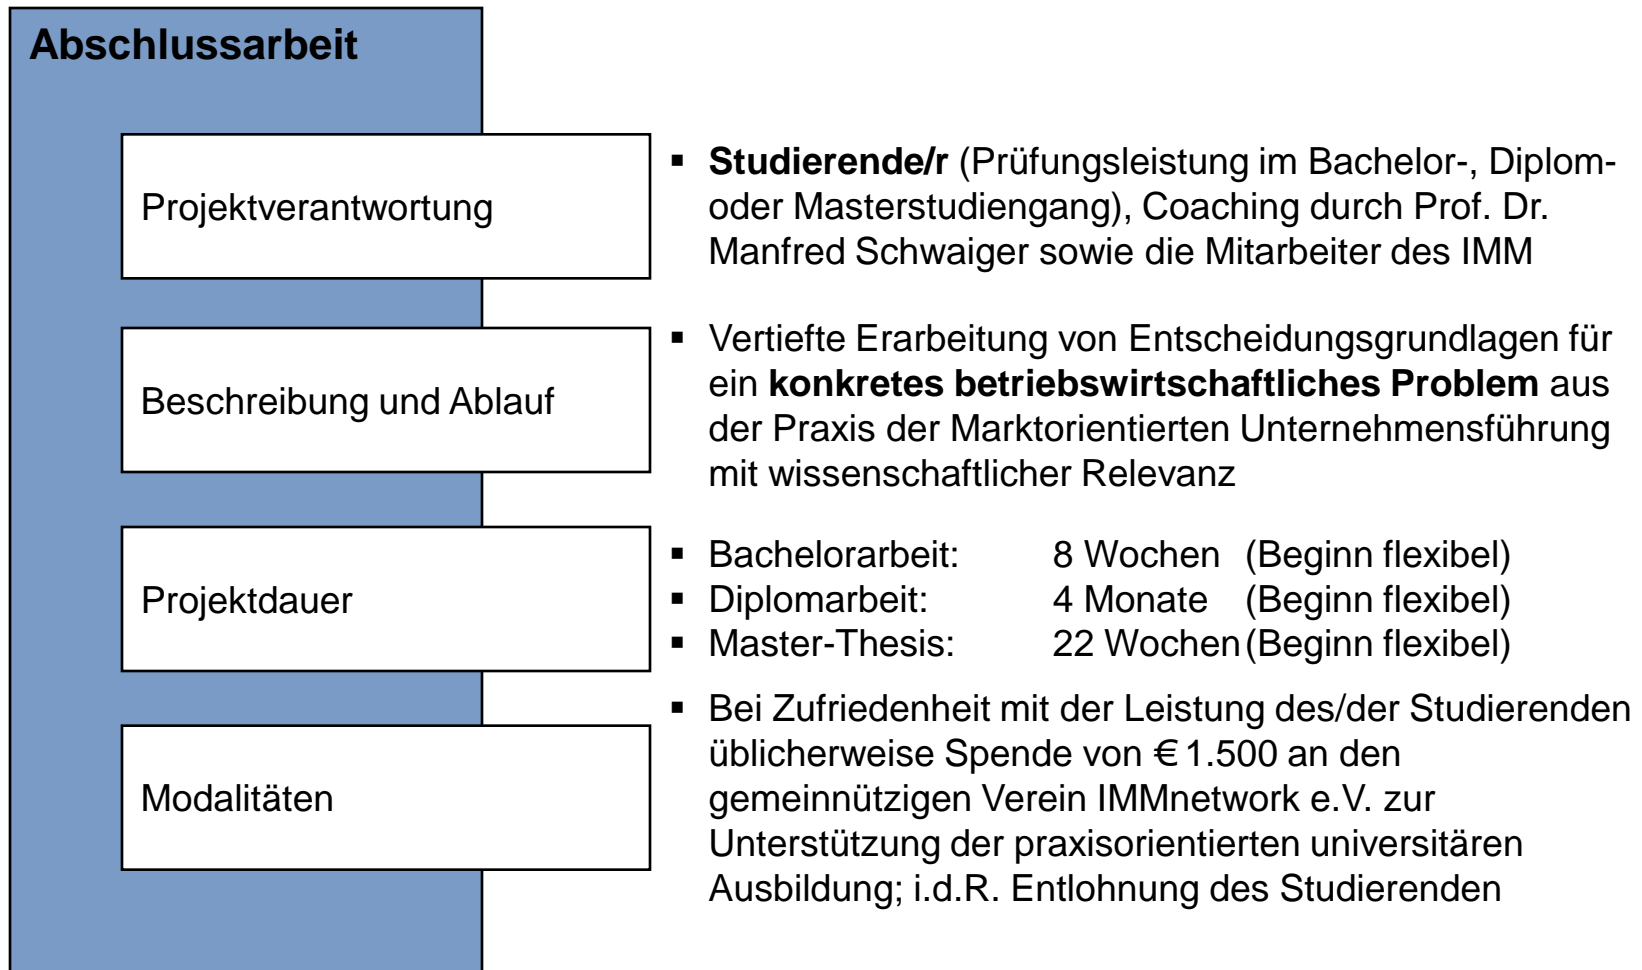 Abschlussarbeit
Projektverantwortung
▪ Studierende/r (Prüfungsleistung im Bachelor-, Diplom-
oder Masterstudiengang), Coaching durch Prof. Dr.
Manfred Schwaiger sowie die Mitarbeiter des IMM
Beschreibung und Ablauf
▪ Vertiefte Erarbeitung von Entscheidungsgrundlagen für
ein konkretes betriebswirtschaftliches Problem aus
der Praxis der Marktorientierten Unternehmensführung
mit wissenschaftlicher Relevanz
Projektdauer
▪ Bachelorarbeit: 8 Wochen (Beginn flexibel)
▪ Diplomarbeit: 4 Monate (Beginn flexibel)
▪ Master-Thesis: 22 Wochen (Beginn flexibel)
Modalitäten
▪ Bei Zufriedenheit mit der Leistung des/der Studierenden
üblicherweise Spende von € 1.500 an den
gemeinnützigen Verein IMMnetwork e.V. zur
Unterstützung der praxisorientierten universitären
Ausbildung; i.d.R. Entlohnung des Studierenden